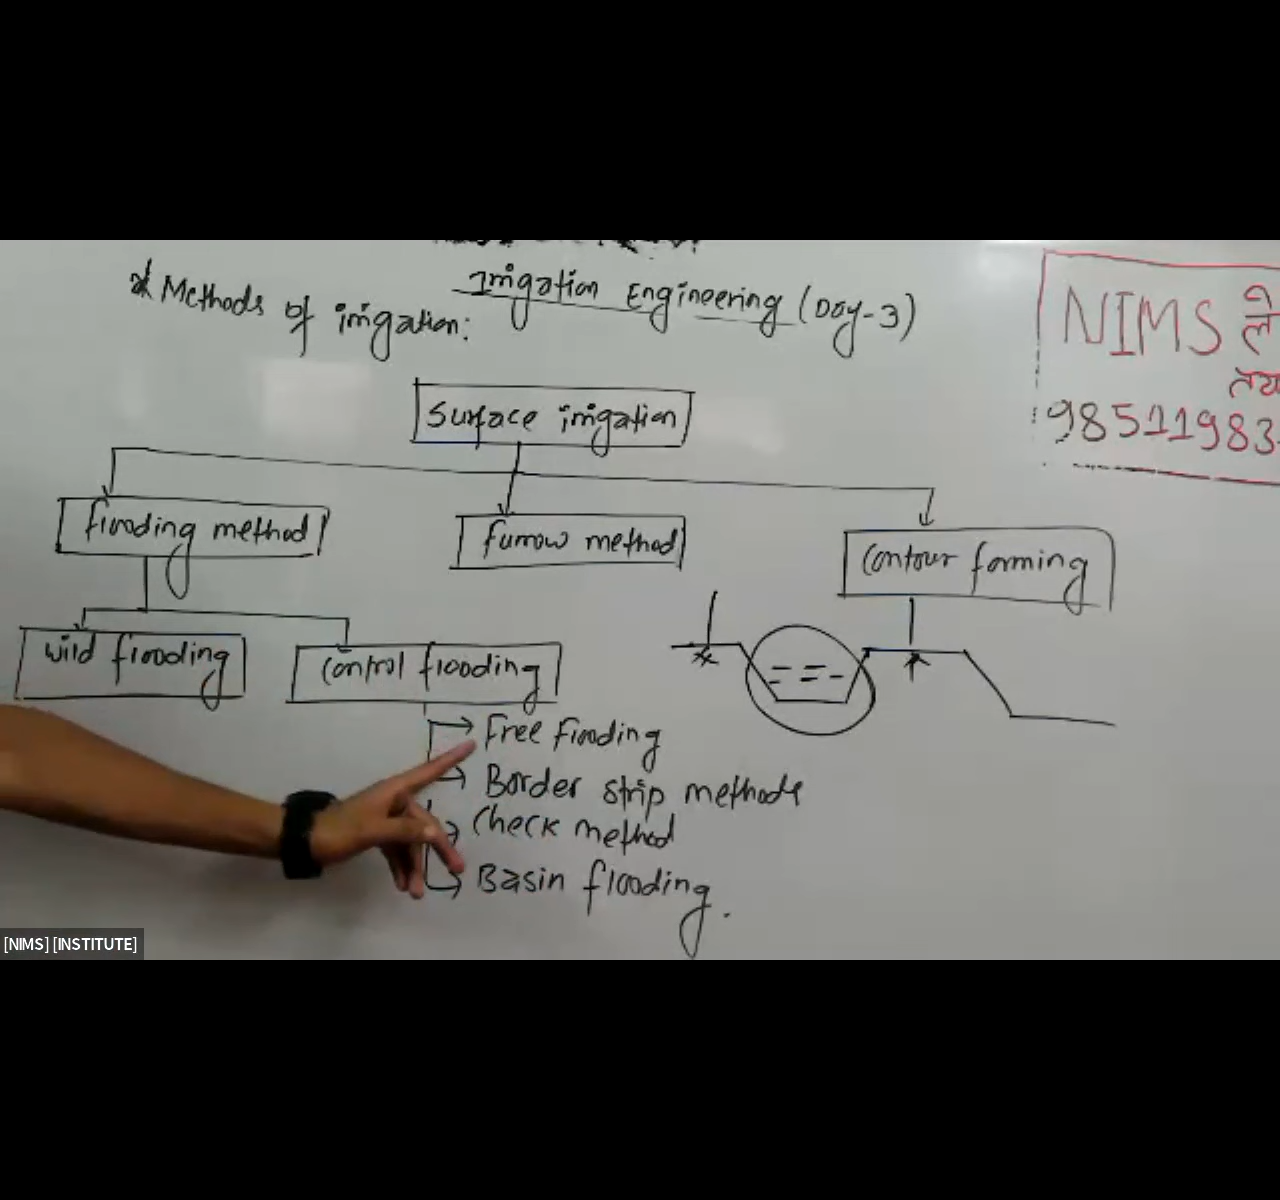 * Methods of irrigation:
Irrigation Engineering (Day-3)
NIMS ले
98511983
Surface irrigation
flooding method
furrow method
Contour farming
wild flooding
Control flooding
Free Flooding
Border strip methods
Check method
Basin flooding.
[NIMS] [INSTITUTE]